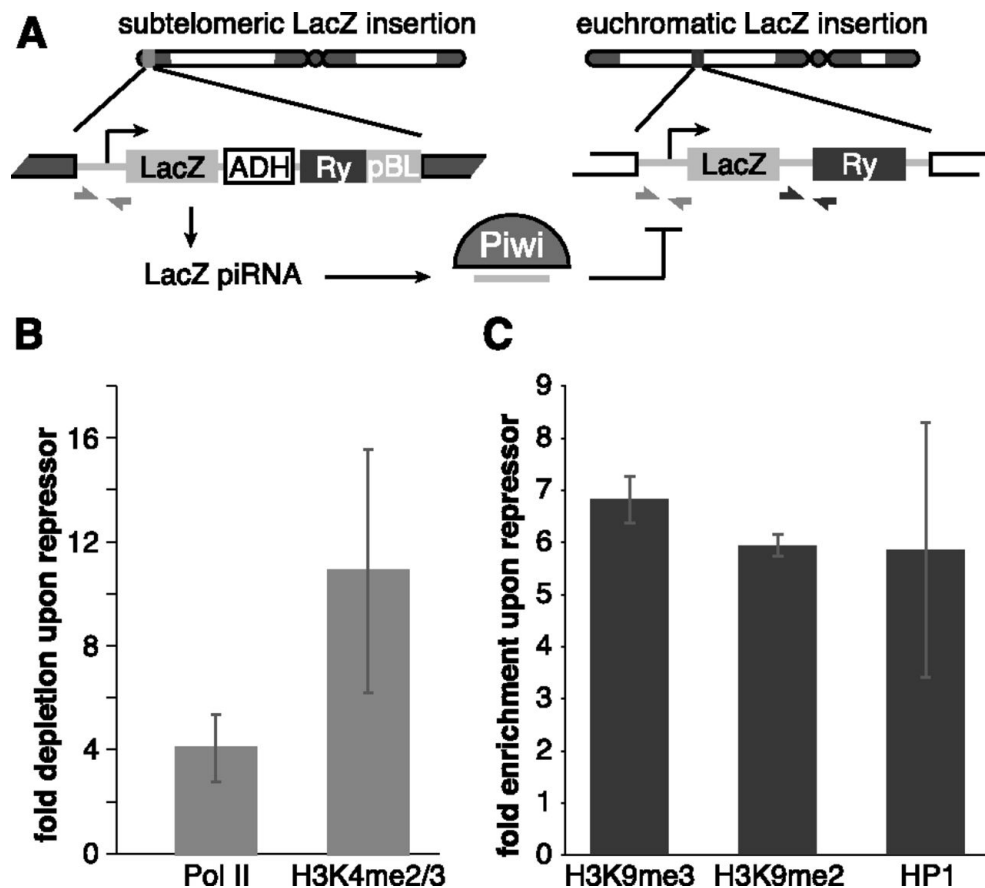 A
subtelomeric LacZ insertion
euchromatic LacZ insertion
LacZ ADH Ry pBL
LacZ Ry
LacZ piRNA
Piwi
B
fold depletion upon repressor
16
12
8
4
0
Pol II H3K4me2/3
C
fold enrichment upon repressor
9
8
7
6
5
4
3
2
1
0
H3K9me3 H3K9me2 HP1